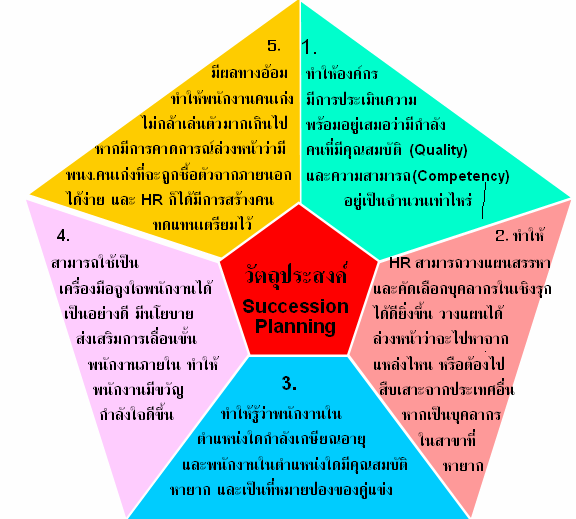 1.
ทำให้องค์กร
มีการประเมินความ
พร้อมอยู่เสมอว่ามีกำลัง
คนที่มีคุณสมบัติ (Quality)
และความสามารถ(Competency)
อยู่เป็นจำนวนเท่าไหร่
2. ทำให้
HR สามารถวางแผนสรรหา
และคัดเลือกบุคลากรในเชิงรุก
ได้ดียิ่งขึ้น วางแผนได้
ล่วงหน้าว่าจะไปหาจาก
แหล่งไหน หรือต้องไป
สืบเสาะจากประเทศอื่น
หากเป็นบุคลากร
ในสาขาที่
หายาก
3.
ทำให้รู้ว่าพนักงานใน
ตำแหน่งใดกำลังเกษียณอายุ
และพนักงานในตำแหน่งใดมีคุณสมบัติ
หายาก และเป็นที่หมายปองของคู่แข่ง
4.
สามารถใช้เป็น
เครื่องมือจูงใจพนักงานได้
เป็นอย่างดี มีนโยบาย
ส่งเสริมการเลื่อนขั้น
พนักงานภายใน ทำให้
พนักงานมีขวัญ
กำลังใจดีขึ้น
5.
มีผลทางอ้อม
ทำให้พนักงานคนเก่ง
ไม่กล้าเล่นตัวมากเกินไป
หากมีการคาดการณ์ล่วงหน้าว่ามี
พนง.คนเก่งที่จะถูกซื้อตัวจากภายนอก
ได้ง่าย และ HR ก็ได้มีการสร้างคน
ทดแทนเตรียมไว้
วัตถุประสงค์
Succession
Planning